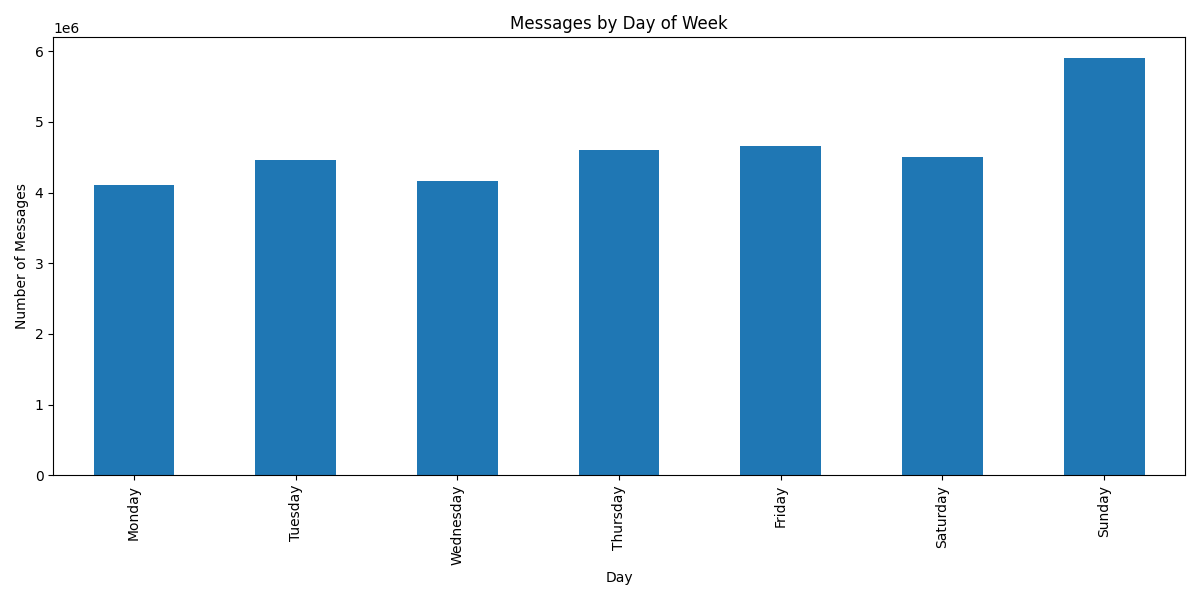 Messages by Day of Week
1e6
6
5
4
3
2
1
0
Number of Messages
Monday
Tuesday
Wednesday
Thursday
Friday
Saturday
Sunday
Day